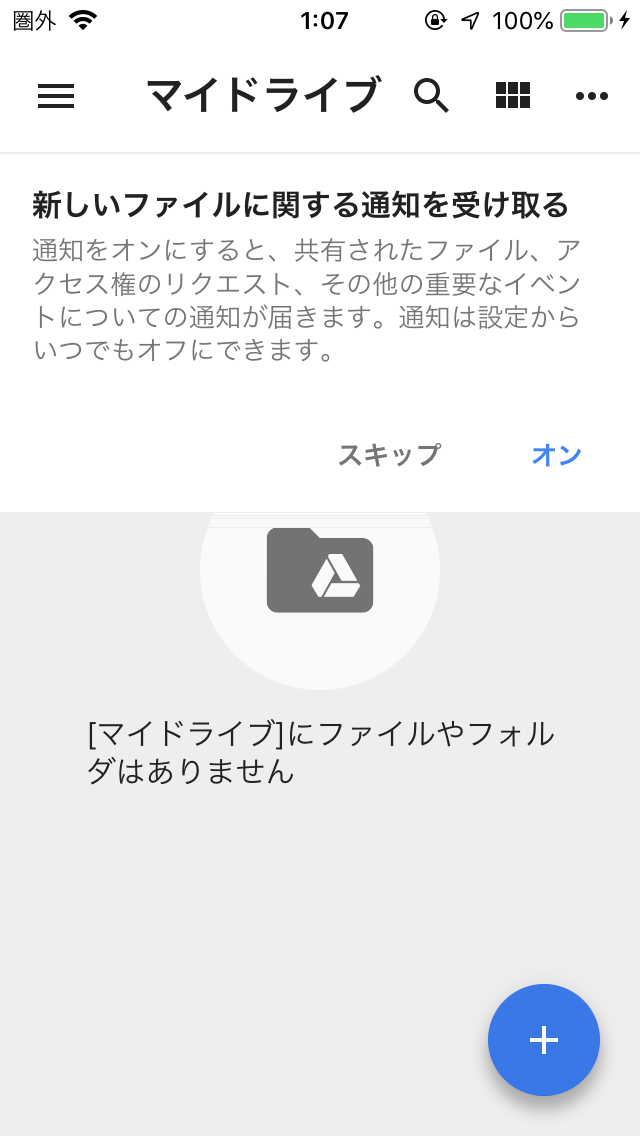 圏外 1:07 100%
マイドライブ
新しいファイルに関する通知を受け取る
通知をオンにすると、共有されたファイル、ア
クセス権のリクエスト、その他の重要なイベン
トについての通知が届きます。通知は設定から
いつでもオフにできます。
スキップ オン
[マイドライブ]にファイルやフォル
ダはありません